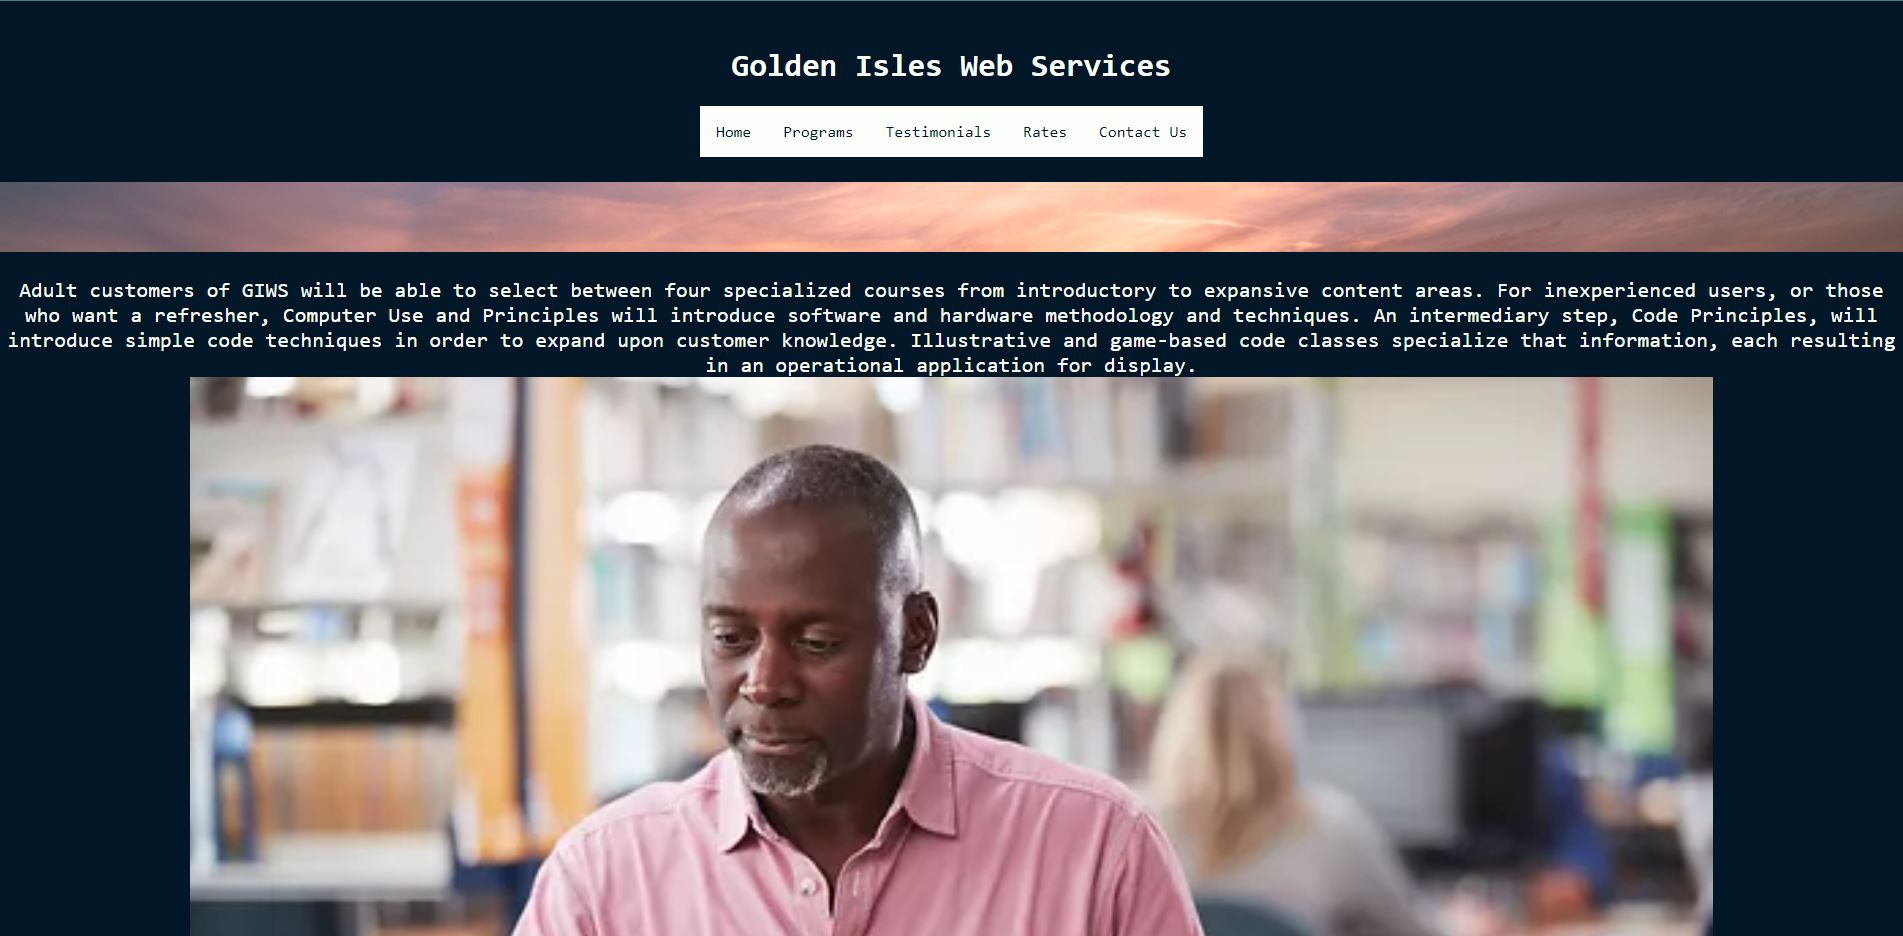 Golden Isles Web Services
Home Programs Testimonials Rates Contact Us
Adult customers of GIWS will be able to select between four specialized courses from introductory to expansive content areas. For inexperienced users, or those
who want a refresher, Computer Use and Principles will introduce software and hardware methodology and techniques. An intermediary step, Code Principles, will
introduce simple code techniques in order to expand upon customer knowledge. Illustrative and game-based code classes specialize that information, each resulting
in an operational application for display.